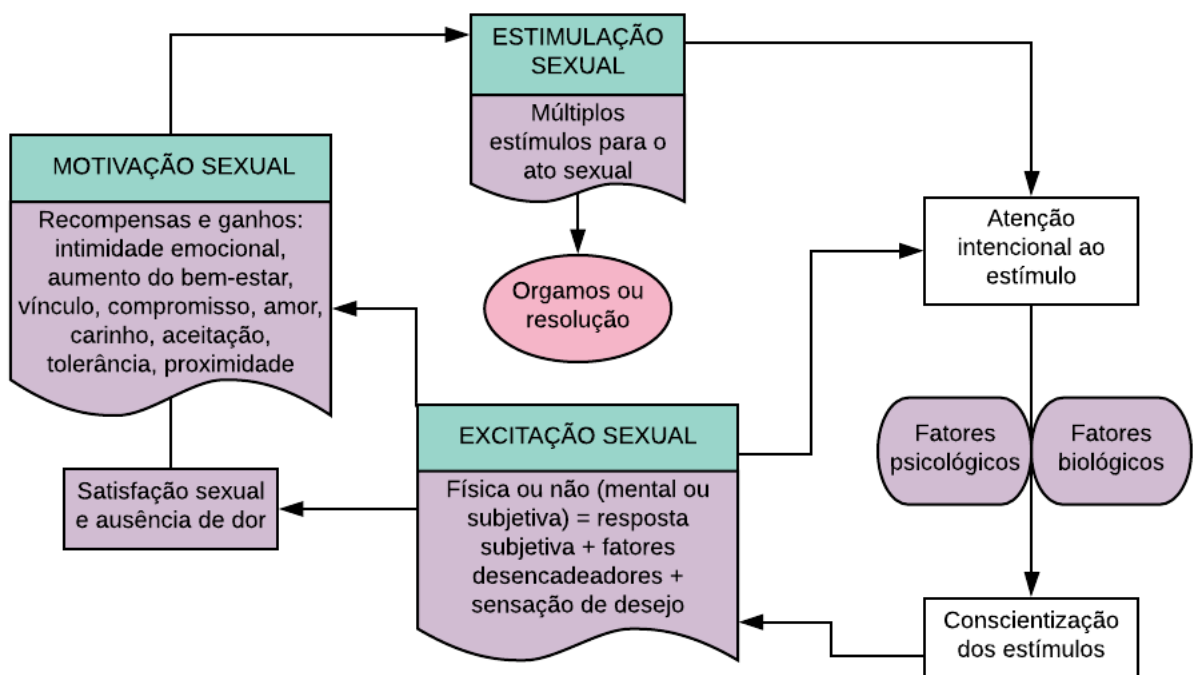 ESTIMULAÇÃO
SEXUAL
Múltiplos
estímulos para o
ato sexual
MOTIVAÇÃO SEXUAL
Recompensas e ganhos:
intimidade emocional,
aumento do bem-estar,
vínculo, compromisso, amor,
carinho, aceitação,
tolerância, proximidade
Atenção
intencional ao
estímulo
Orgamos ou
resolução
EXCITAÇÃO SEXUAL
Física ou não (mental ou
subjetiva) = resposta
subjetiva + fatores
desencadeadores +
sensação de desejo
Fatores
psicológicos
Fatores
biológicos
Satisfação sexual
e ausência de dor
Conscientização
dos estímulos